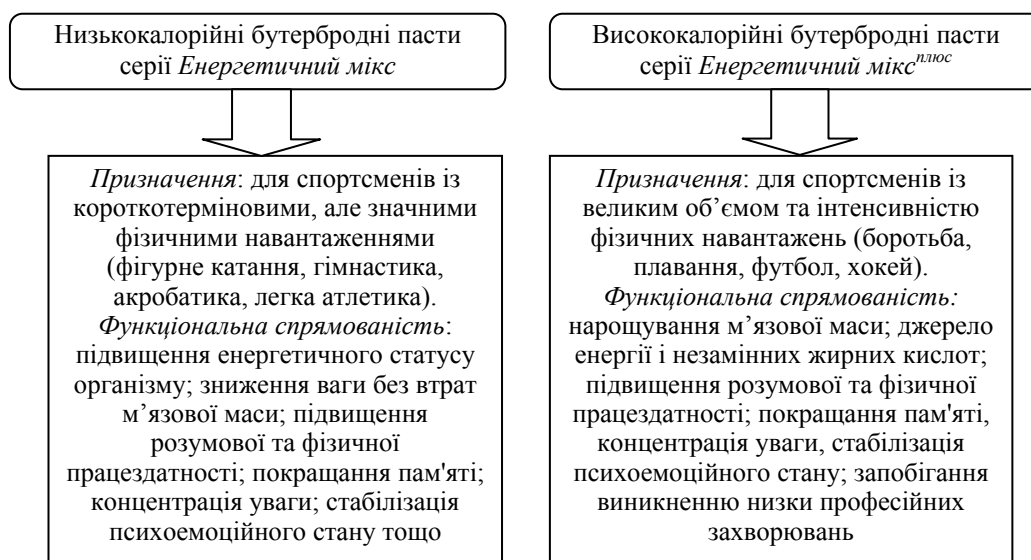 Низькокалорійні бутербродні пасти
серії Енергетичний мікс
Призначення: для спортсменів із
короткотерміновими, але значними
фізичними навантаженнями
(фігурне катання, гімнастика,
акробатика, легка атлетика).
Функціональна спрямованість:
підвищення енергетичного статусу
організму; зниження ваги без втрат
м’язової маси; підвищення
розумової та фізичної
працездатності; покращання пам'яті;
концентрація уваги; стабілізація
психоемоційного стану тощо
Висококалорійні бутербродні пасти
серії Енергетичний мікс плюс
Призначення: для спортсменів із
великим об’ємом та інтенсивністю
фізичних навантажень (боротьба,
плавання, футбол, хокей).
Функціональна спрямованість:
нарощування м’язової маси; джерело
енергії і незамінних жирних кислот;
підвищення розумової та фізичної
працездатності; покращання пам'яті,
концентрація уваги, стабілізація
психоемоційного стану; запобігання
виникненню низки професійних
захворювань